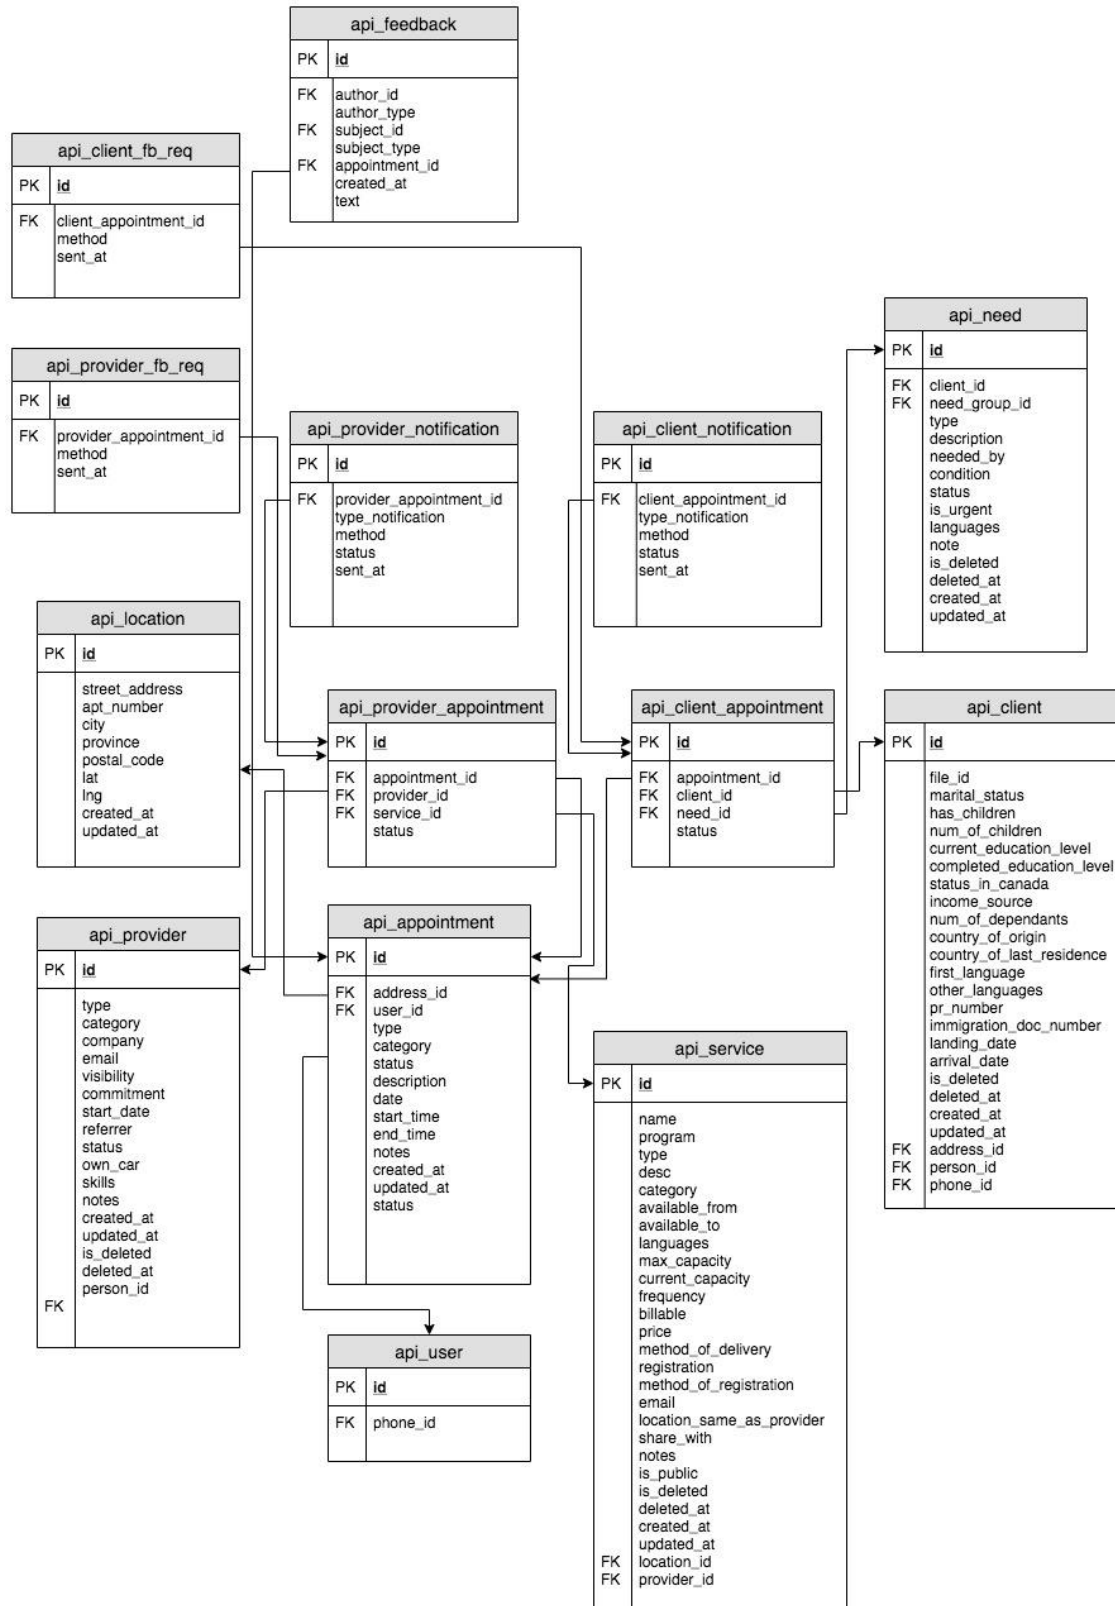 api_feedback
PK id
FK author_id
author_type
FK subject_id
subject_type
FK appointment_id
created_at
text
api_client_fb_req
PK id
FK client_appointment_id
method
sent_at
api_need
PK id
FK client_id
FK need_group_id
type
description
needed_by
condition
status
is_urgent
languages
note
is_deleted
deleted_at
created_at
updated_at
api_provider_fb_req
PK id
FK provider_appointment_id
method
sent_at
api_provider_notification
PK id
FK provider_appointment_id
type_notification
method
status
sent_at
api_client_notification
PK id
FK client_appointment_id
type_notification
method
status
sent_at
api_location
PK id
street_address
apt_number
city
province
postal_code
lat
lng
created_at
updated_at
api_provider_appointment
PK id
FK appointment_id
FK provider_id
FK service_id
status
api_client_appointment
PK id
FK appointment_id
FK client_id
FK need_id
status
api_client
PK id
file_id
marital_status
has_children
num_of_children
current_education_level
completed_education_level
status_in_canada
income_source
num_of_dependants
country_of_origin
country_of_last_residence
first_language
other_languages
pr_number
immigration_doc_number
landing_date
arrival_date
is_deleted
deleted_at
created_at
updated_at
FK address_id
FK person_id
FK phone_id
api_provider
PK id
type
category
company
email
visibility
commitment
start_date
referrer
status
own_car
skills
notes
created_at
updated_at
is_deleted
deleted_at
person_id
FK
api_appointment
PK id
FK address_id
FK user_id
type
category
status
description
date
start_time
end_time
notes
created_at
updated_at
status
api_service
PK id
name
program
type
desc
category
available_from
available_to
languages
max_capacity
current_capacity
frequency
billable
price
method_of_delivery
registration
method_of_registration
email
location_same_as_provider
share_with
notes
is_public
is_deleted
deleted_at
created_at
updated_at
FK location_id
FK provider_id
api_user
PK id
FK phone_id